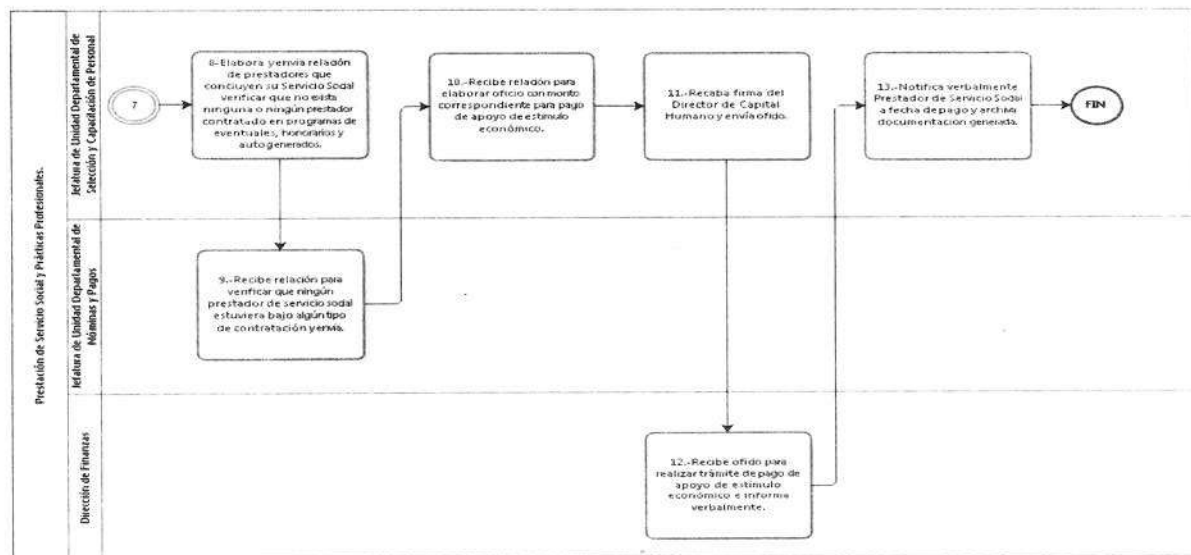 Prestación de Servicio Social y Prácticas Profesionales.
Jefatura de Unidad Departamental de
Selección y Capacitación de Personal
7
8-Elabora y envía relación
de prestadores que
concluyen su Servicio Social
verificar que no exista
ninguna o ningún prestador
contratado en programas de
eventuales, honorarios y
auto generados.
10.-Recibe relación para
elaborar oficio con monto
correspondiente para pago
de apoyo de estímulo
económico.
11.-Recaba firma del
Director de Capital
Humano y envía oficio.
13.-Notifica verbalmente
Prestador de Servicio Social
a fecha de pago y archiva
documentación generada.
FIN
Jefatura de Unidad Departamental de
Nóminas y Pagos
9.-Recibe relación para
verificar que ningún
prestador de servicio social
estuviera bajo algún tipo
de contratación y envía.
Dirección de Finanzas
12.-Recibe oficio para
realizar trámite de pago de
apoyo de estímulo
económico e informa
verbalmente.